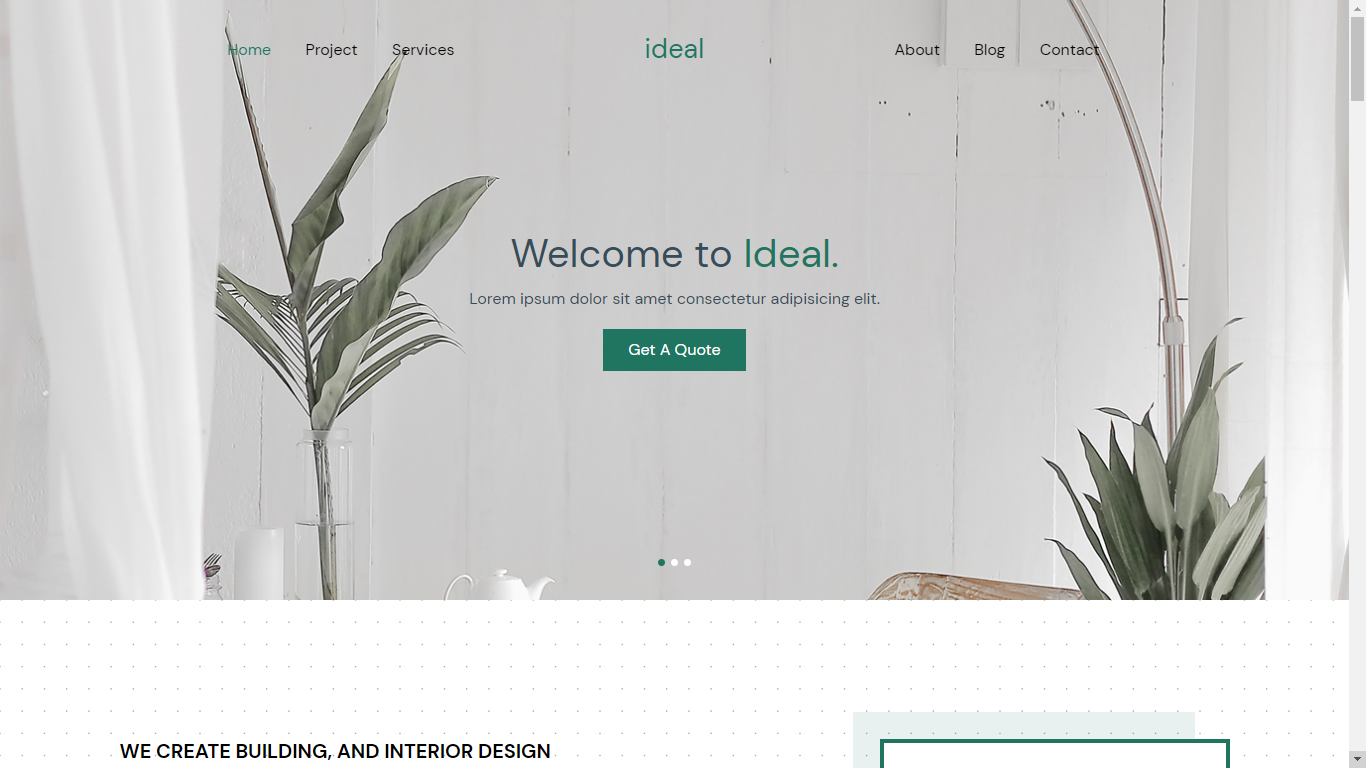 Home
Project
Services
ideal
About
Blog
Contact
Welcome to Ideal.
Lorem ipsum dolor sit amet consectetur adipisicing elit.
Get A Quote
WE CREATE BUILDING, AND INTERIOR DESIGN